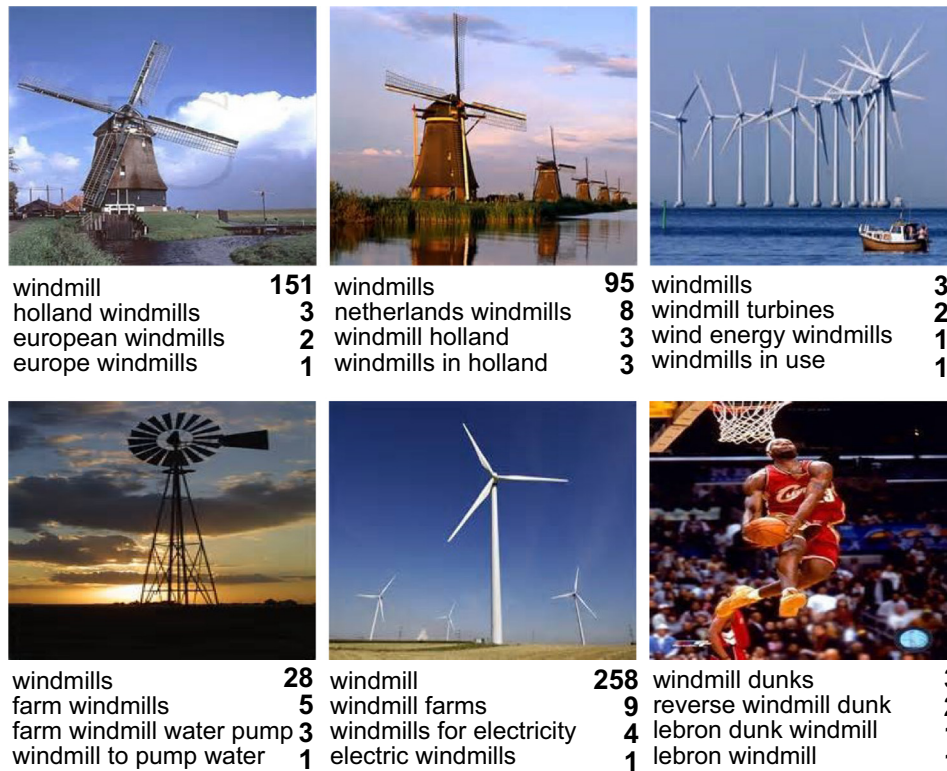 windmill 151
holland windmills 3
european windmills 2
europe windmills 1
windmills 95
netherlands windmills 8
windmill holland 3
windmills in holland 3
windmills 3
windmill turbines 2
wind energy windmills 1
windmills in use 1
windmills 28
farm windmills 5
farm windmill water pump 3
windmill to pump water 1
windmill 258
windmill farms 9
windmills for electricity 4
electric windmills 1
windmill dunks
reverse windmill dunk
lebron dunk windmill
lebron windmill